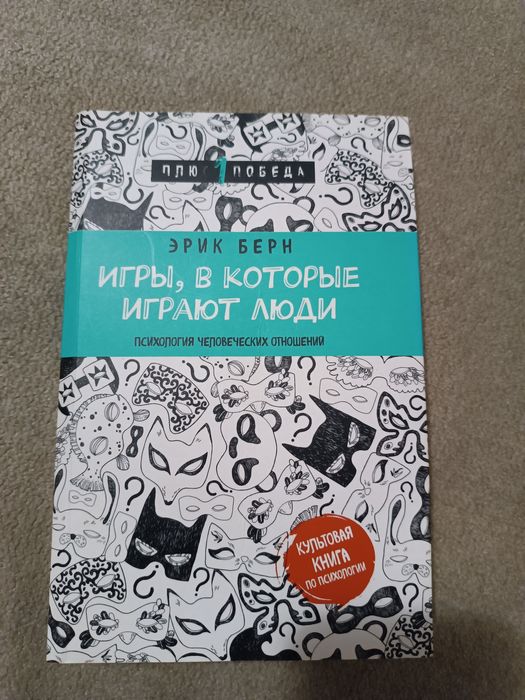 ПЛЮС 1 ПОБЕДА
ЭРИК БЕРН
ИГРЫ, В КОТОРЫЕ
ИГРАЮТ ЛЮДИ
ПСИХОЛОГИЯ ЧЕЛОВЕЧЕСКИХ ОТНОШЕНИЙ
КУЛЬТОВАЯ
КНИГА
ПО ПСИХОЛОГИИ